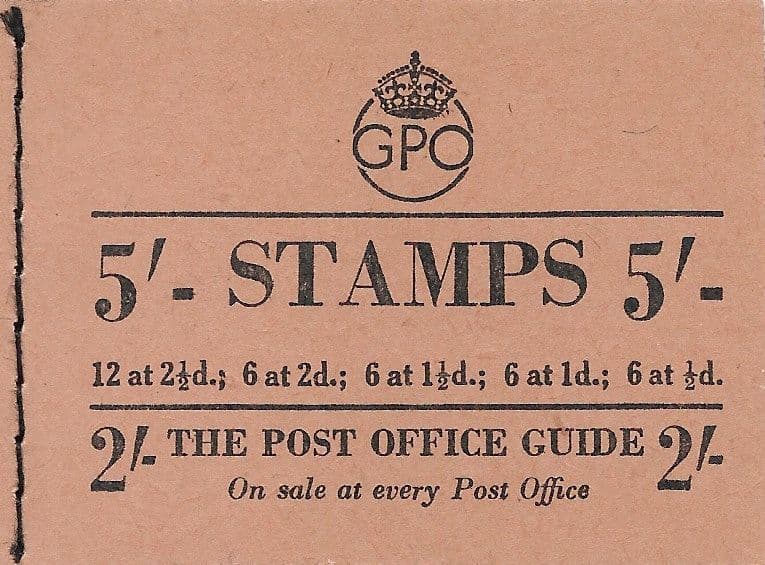 GPO
5/- STAMPS 5/-
12 at 2½d.; 6 at 2d.; 6 at 1½d.; 6 at 1d.; 6 at ½d.
2/- THE POST OFFICE GUIDE 2/-
On sale at every Post Office